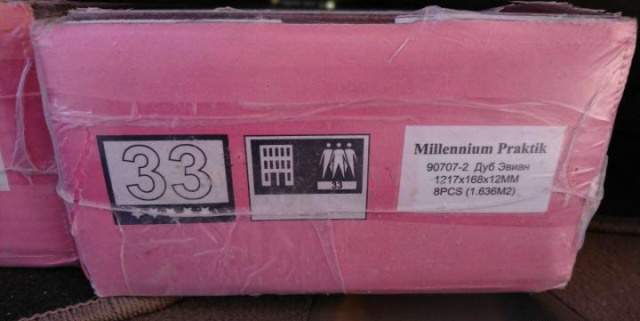 33
33
Millennium Praktik
90707-2 Дуб Эвиан
1217x168x12MM
8PCS (1.636M2)